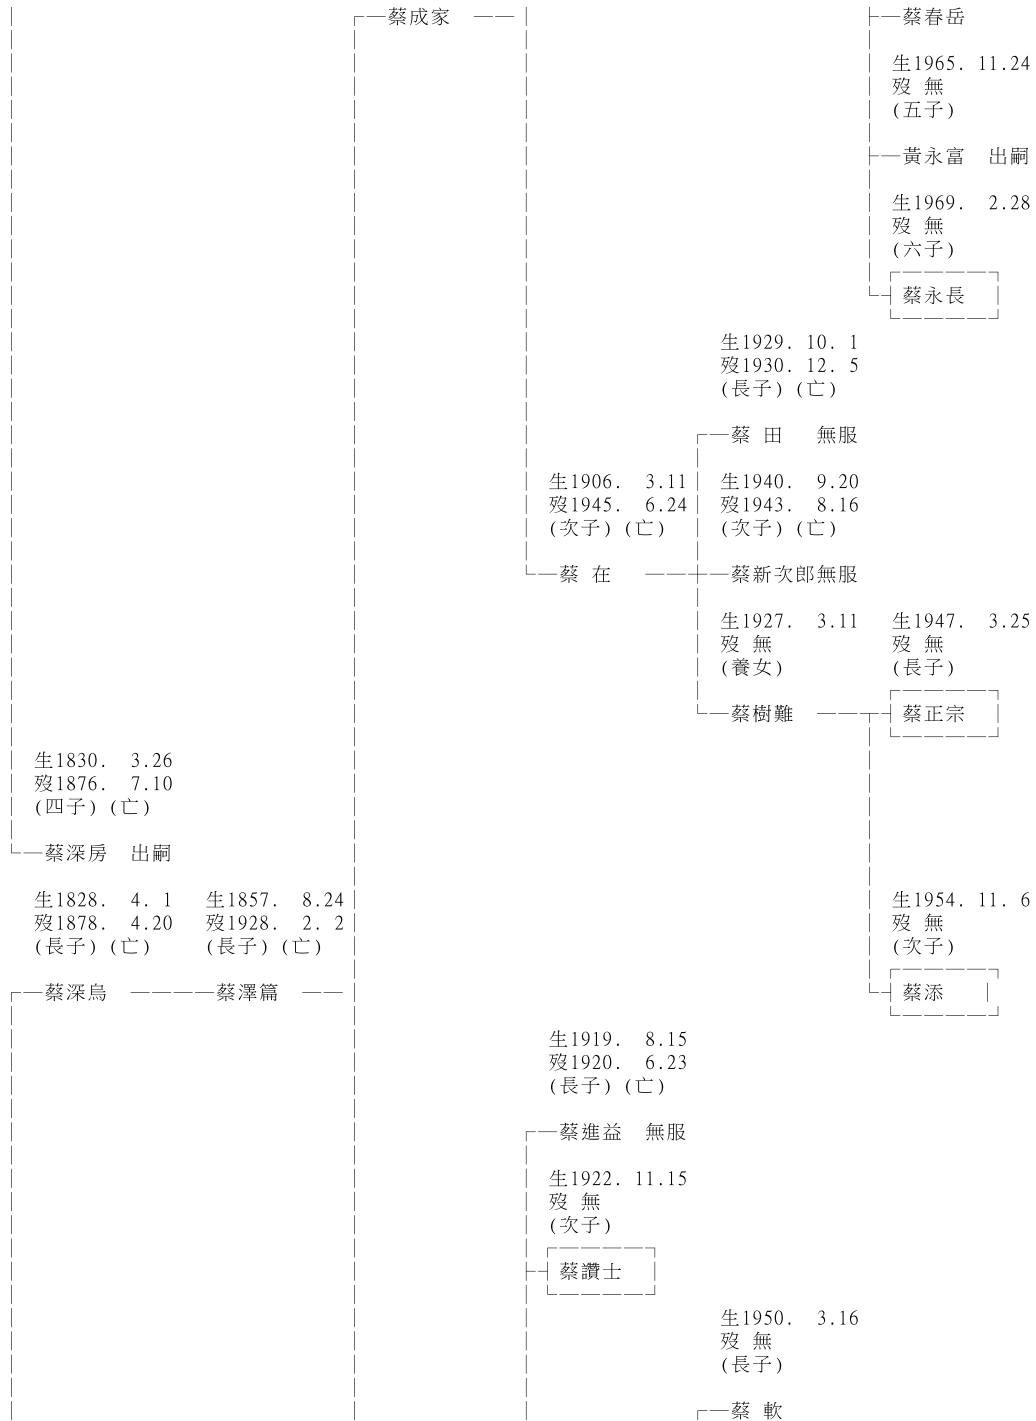 蔡成家 蔡春岳
生1965. 11.24
歿 無
(五子)
黃永富 出嗣
生1969. 2.28
歿 無
(六子)
蔡永長
生1929. 10. 1
歿1930. 12. 5
(長子)(亡)
蔡 田 無服
生1906. 3.11 生1940. 9.20
歿1945. 6.24 歿1943. 8.16
(次子)(亡) (次子)(亡)
蔡 在 蔡新次郎無服
生1927. 3.11 生1947. 3.25
歿 無 歿 無
(養女) (長子)
蔡樹難 蔡正宗
生1830. 3.26
歿1876. 7.10
(四子)(亡)
蔡深房 出嗣
生1828. 4. 1 生1857. 8.24 生1954. 11. 6
歿1878. 4.20 歿1928. 2. 2 歿 無
(長子)(亡) (長子)(亡) (次子)
蔡深烏 蔡澤篇 蔡添
生1919. 8.15
歿1920. 6.23
(長子)(亡)
蔡進益 無服
生1922. 11.15
歿 無
(次子)
蔡讚士
生1950. 3.16
歿 無
(長子)
蔡 軟